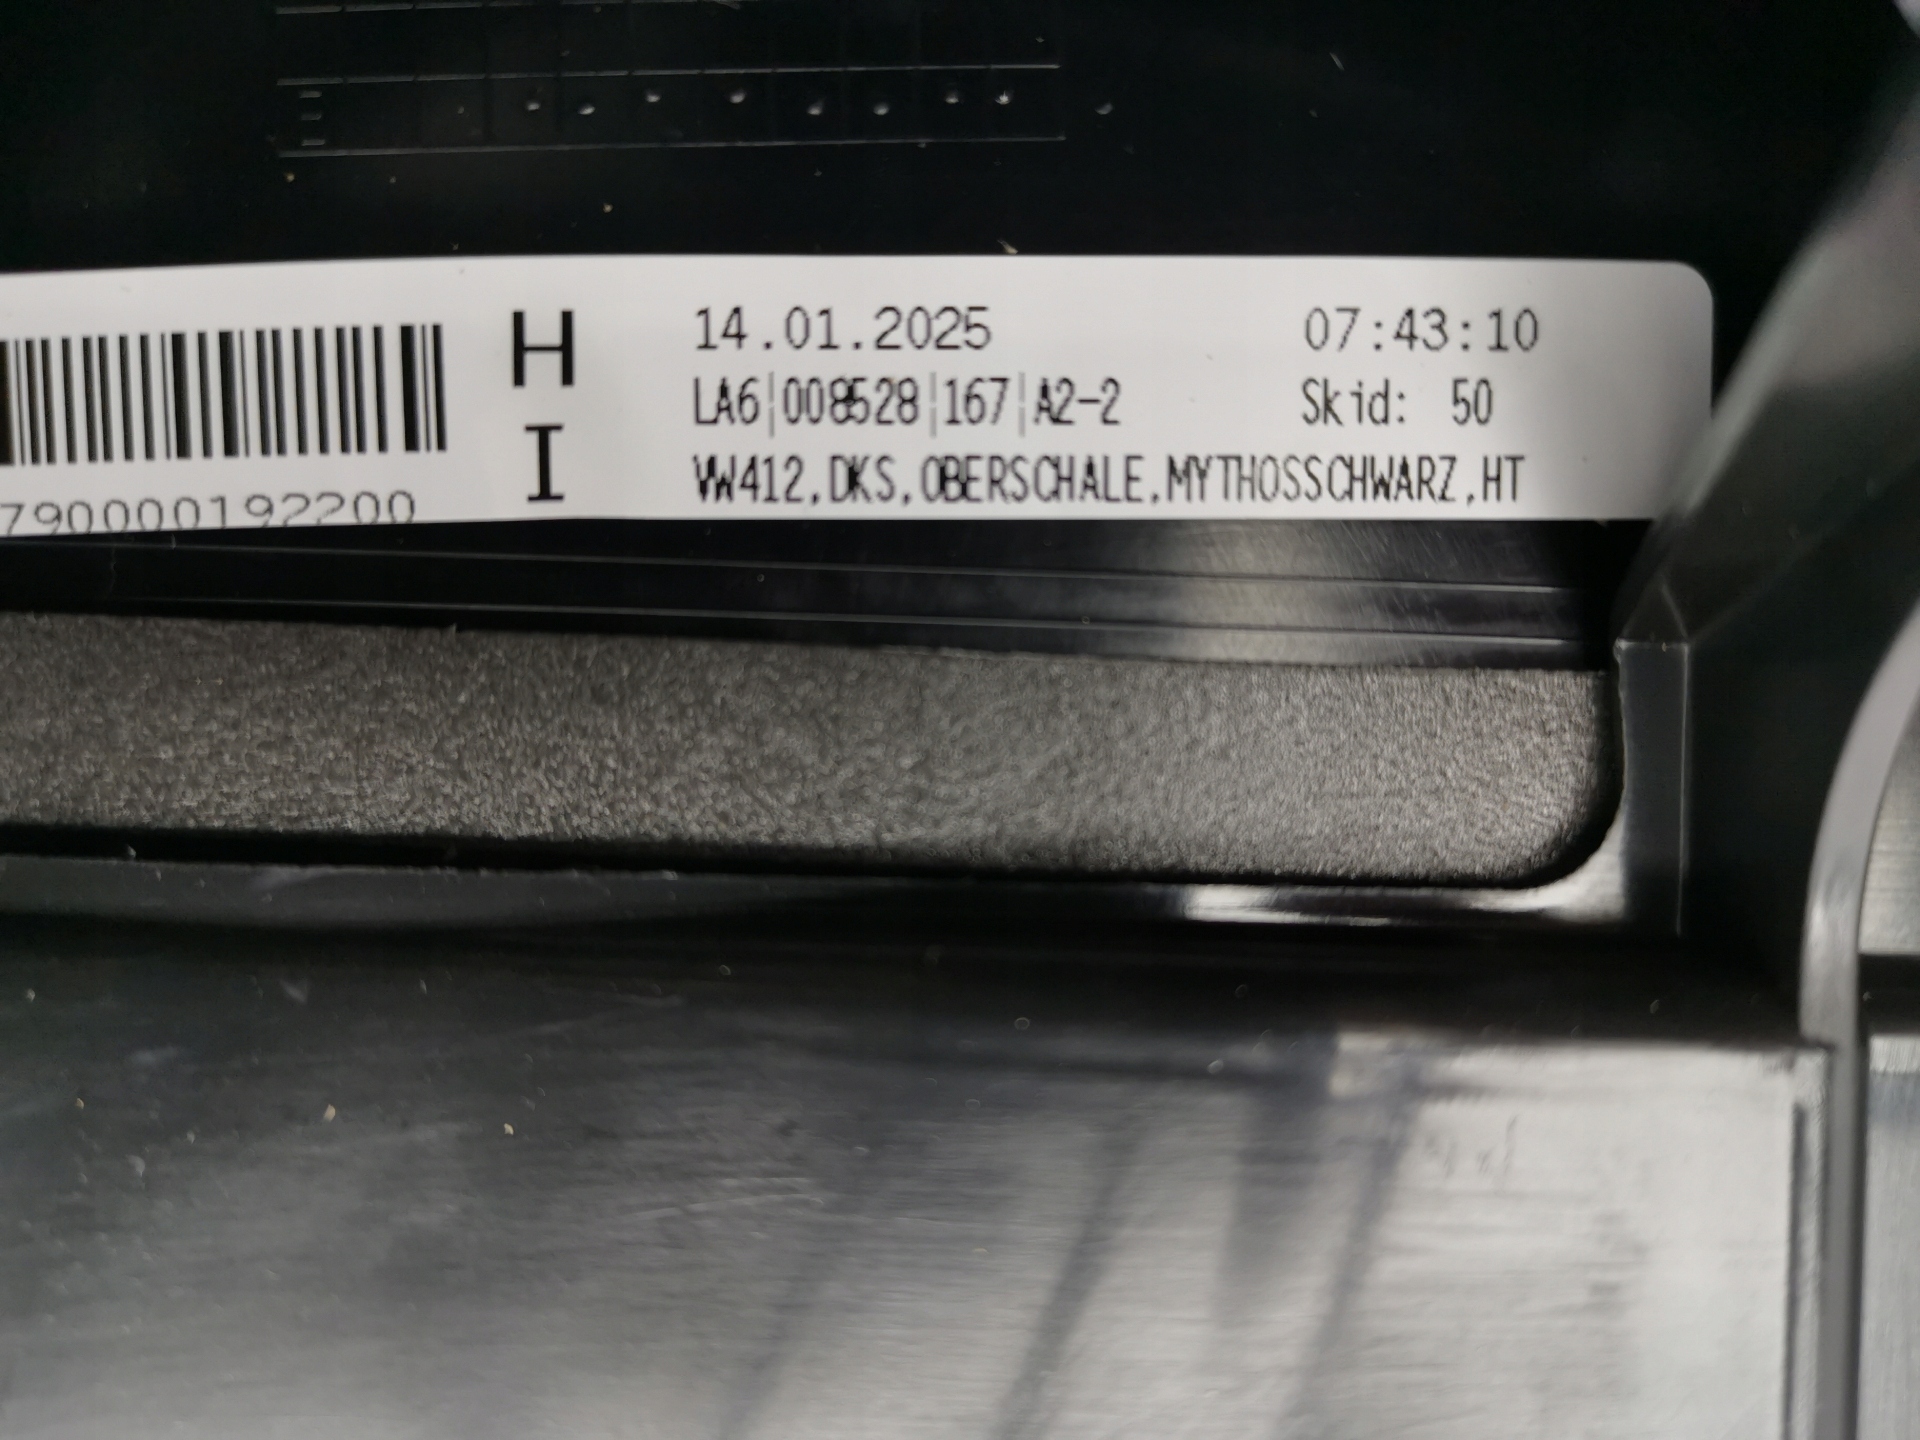 H 14.01.2025 07:43:10
LA6|008528|167|A2-2 Skid: 50
I VW412,DKS,OBERSCHALE,MYTHOSSCHWARZ,HT
790000192200